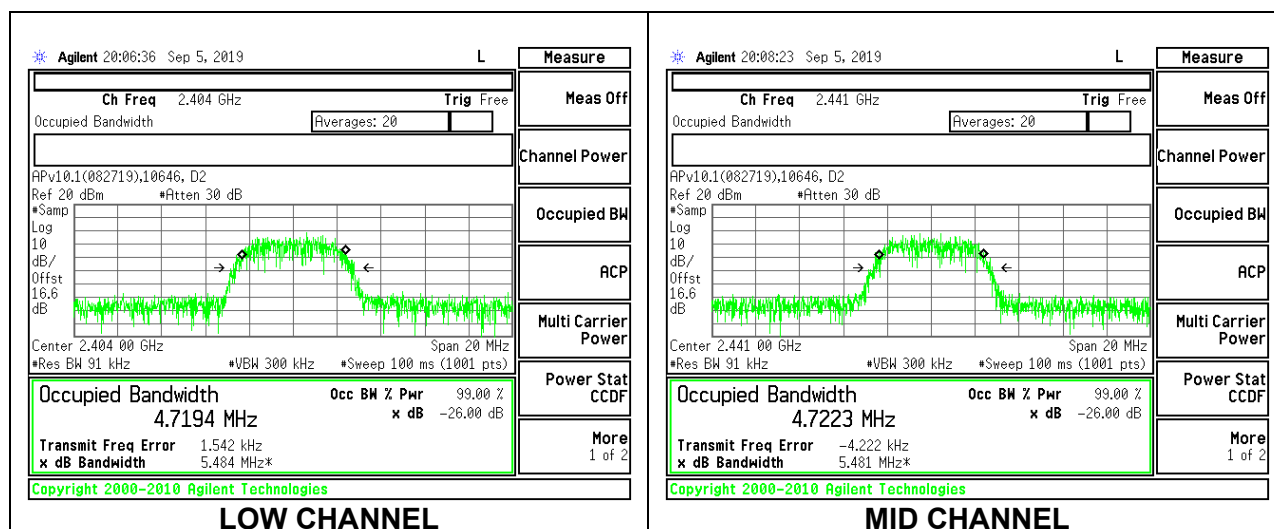 Agilent 20:06:36 Sep 5, 2019 L
Measure
Ch Freq 2.404 GHz Trig Free
Meas Off
Occupied Bandwidth Averages: 20
Channel Power
APv10.1(082719),10646, D2
Ref 20 dBm #Atten 30 dB
#Samp
Log
10
dB/
Offst
16.6
dB
Occupied BW
ACP
Multi Carrier
Power
Center 2.404 00 GHz Span 20 MHz
#Res BW 91 kHz #VBW 300 kHz #Sweep 100 ms (1001 pts)
Power Stat
CCDF
Occupied Bandwidth Occ BW % Pwr 99.00 %
4.7194 MHz x dB -26.00 dB
Transmit Freq Error 1.542 kHz
x dB Bandwidth 5.484 MHz*
More
1 of 2
Copyright 2000-2010 Agilent Technologies
LOW CHANNEL
Agilent 20:08:23 Sep 5, 2019 L
Measure
Ch Freq 2.441 GHz Trig Free
Meas Off
Occupied Bandwidth Averages: 20
Channel Power
APv10.1(082719),10646, D2
Ref 20 dBm #Atten 30 dB
#Samp
Log
10
dB/
Offst
16.6
dB
Occupied BW
ACP
Multi Carrier
Power
Center 2.441 00 GHz Span 20 MHz
#Res BW 91 kHz #VBW 300 kHz #Sweep 100 ms (1001 pts)
Power Stat
CCDF
Occupied Bandwidth Occ BW % Pwr 99.00 %
4.7223 MHz x dB -26.00 dB
Transmit Freq Error -4.222 kHz
x dB Bandwidth 5.481 MHz*
More
1 of 2
Copyright 2000-2010 Agilent Technologies
MID CHANNEL